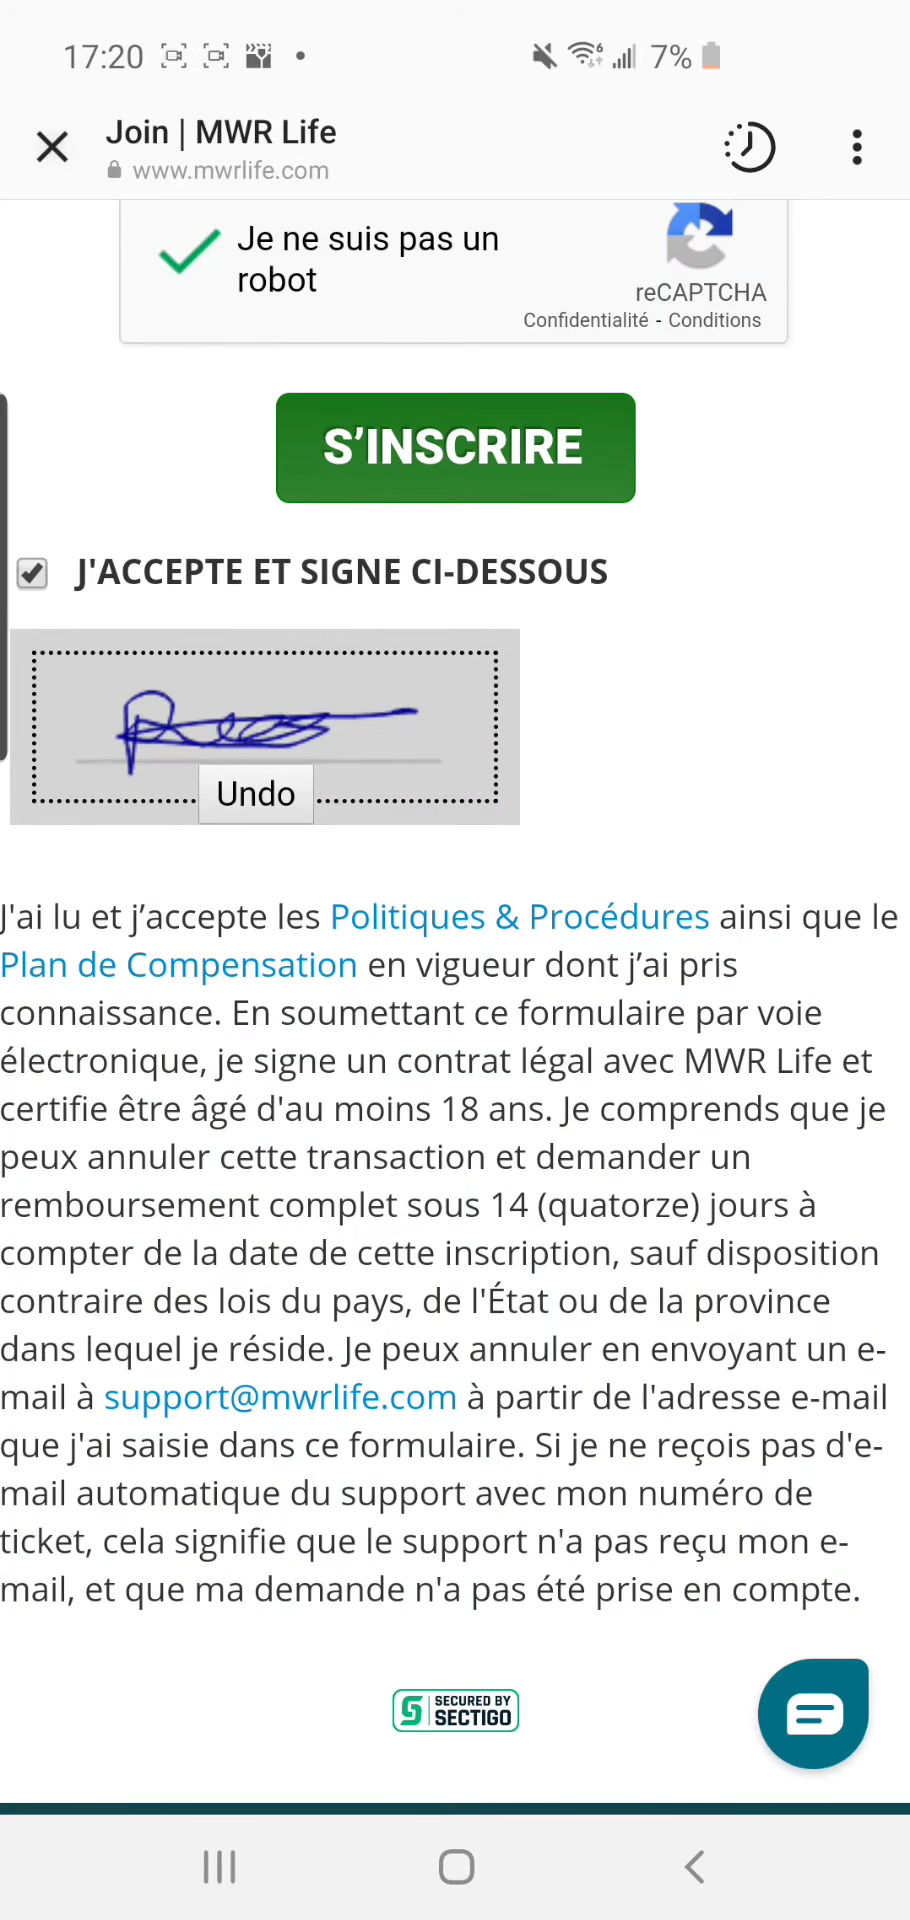 17:20
7%
Join | MWR Life
www.mwrlife.com
Je ne suis pas un
robot
reCAPTCHA
Confidentialité - Conditions
S’INSCRIRE
J'ACCEPTE ET SIGNE CI-DESSOUS
Undo
J'ai lu et j’accepte les Politiques & Procédures ainsi que le
Plan de Compensation en vigueur dont j’ai pris
connaissance. En soumettant ce formulaire par voie
électronique, je signe un contrat légal avec MWR Life et
certifie être âgé d'au moins 18 ans. Je comprends que je
peux annuler cette transaction et demander un
remboursement complet sous 14 (quatorze) jours à
compter de la date de cette inscription, sauf disposition
contraire des lois du pays, de l'État ou de la province
dans lequel je réside. Je peux annuler en envoyant un e-
mail à support@mwrlife.com à partir de l'adresse e-mail
que j'ai saisie dans ce formulaire. Si je ne reçois pas d'e-
mail automatique du support avec mon numéro de
ticket, cela signifie que le support n'a pas reçu mon e-
mail, et que ma demande n'a pas été prise en compte.
SECURED BY
SECTIGO